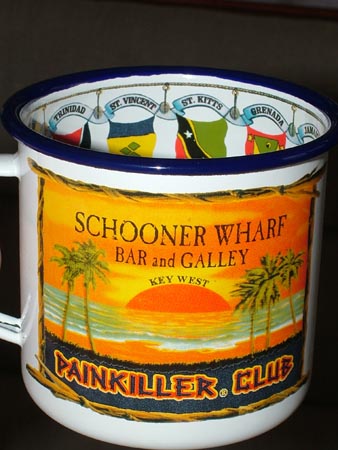 TRINIDAD ST. VINCENT ST. KITTS GRENADA
SCHOONER WHARF
BAR and GALLEY
KEY WEST
PAINKILLER® CLUB